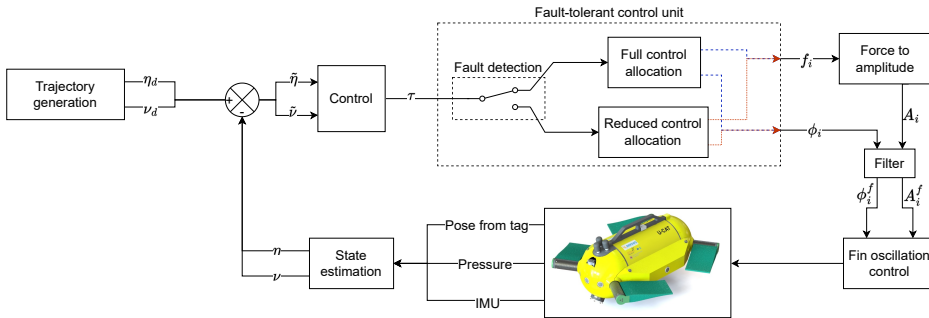 Fault-tolerant control unit
Trajectory
generation
η_d
ν_d
+
-
η̃
ν̃
Control
τ
Fault detection
Full control
allocation
Reduced control
allocation
f_i
ϕ_i
Force to
amplitude
A_i
Filter
ϕ_i^f
A_i^f
Fin oscillation
control
U-CAT
Pose from tag
Pressure
IMU
State
estimation
n
ν